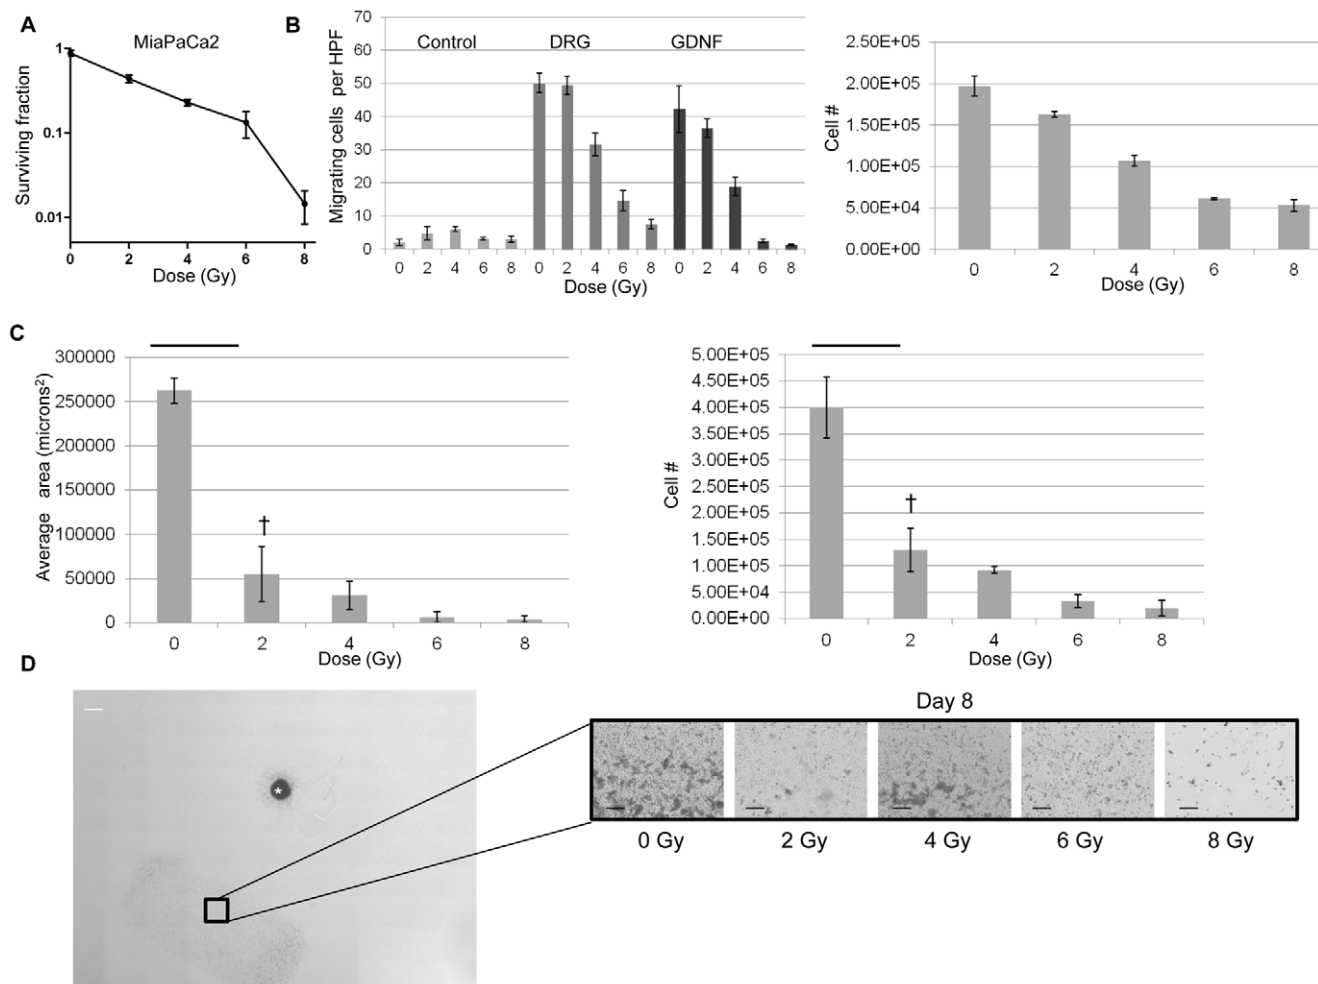 A
MiaPaCa2
Surviving fraction
1
0.1
0.01
0 2 4 6 8
Dose (Gy)
B
Migrating cells per HPF
70
60
50
40
30
20
10
0
Control DRG GDNF
0 2 4 6 8 0 2 4 6 8 0 2 4 6 8
Dose (Gy)
Cell #
2.50E+05
2.00E+05
1.50E+05
1.00E+05
5.00E+04
0.00E+00
0 2 4 6 8
Dose (Gy)
C
Average area (microns²)
300000
250000
200000
150000
100000
50000
0
†
0 2 4 6 8
Dose (Gy)
Cell #
5.00E+05
4.50E+05
4.00E+05
3.50E+05
3.00E+05
2.50E+05
2.00E+05
1.50E+05
1.00E+05
5.00E+04
0.00E+00
†
0 2 4 6 8
Dose (Gy)
D
*
Day 8
0 Gy 2 Gy 4 Gy 6 Gy 8 Gy